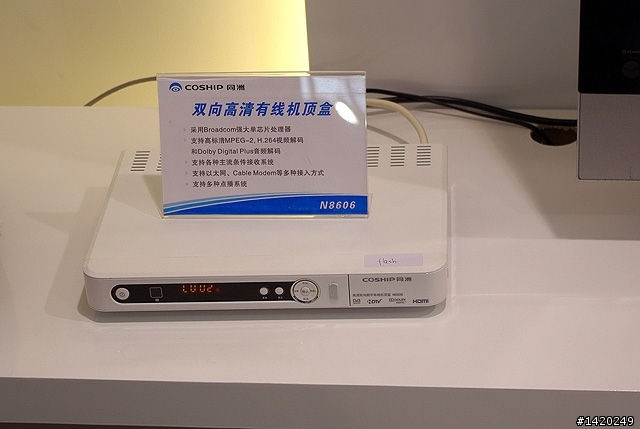 COSHIP 同洲
双向高清有线机顶盒
采用Broadcom强大单芯片处理器
支持高标清MPEG-2, H.264视频解码
和Dolby Digital Plus音频解码
支持各种主流条件接收系统
支持以太网、Cable Modem等多种接入方式
支持多种点播系统
N8606
COSHIP 同洲
HDMI
#1420249